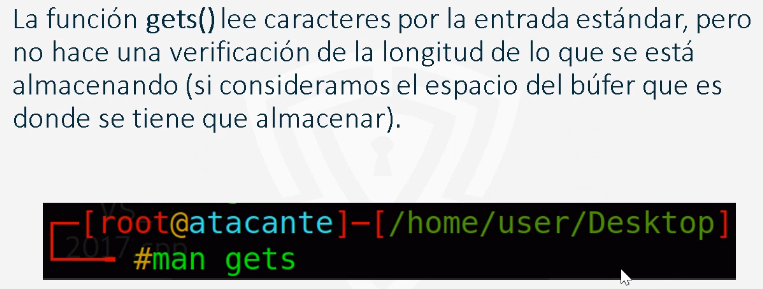 La función gets() lee caracteres por la entrada estándar, pero
no hace una verificación de la longitud de lo que se está
almacenando (si consideramos el espacio del búfer que es
donde se tiene que almacenar).
[root@atacante]-[/home/user/Desktop]
#man gets
2017.cpp